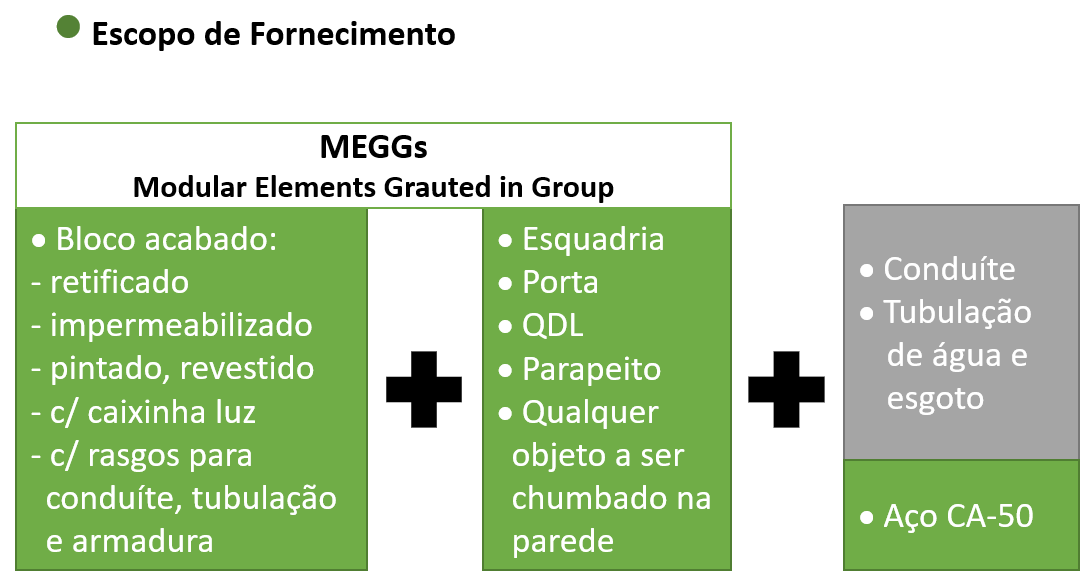 ● Escopo de Fornecimento
MEGGs
Modular Elements Grauted in Group
● Bloco acabado:
- retificado
- impermeabilizado
- pintado, revestido
- c/ caixinha luz
- c/ rasgos para
conduíte, tubulação
e armadura
● Esquadria
● Porta
● QDL
● Parapeito
● Qualquer
objeto a ser
chumbado na
parede
● Conduíte
● Tubulação
de água e
esgoto
● Aço CA-50